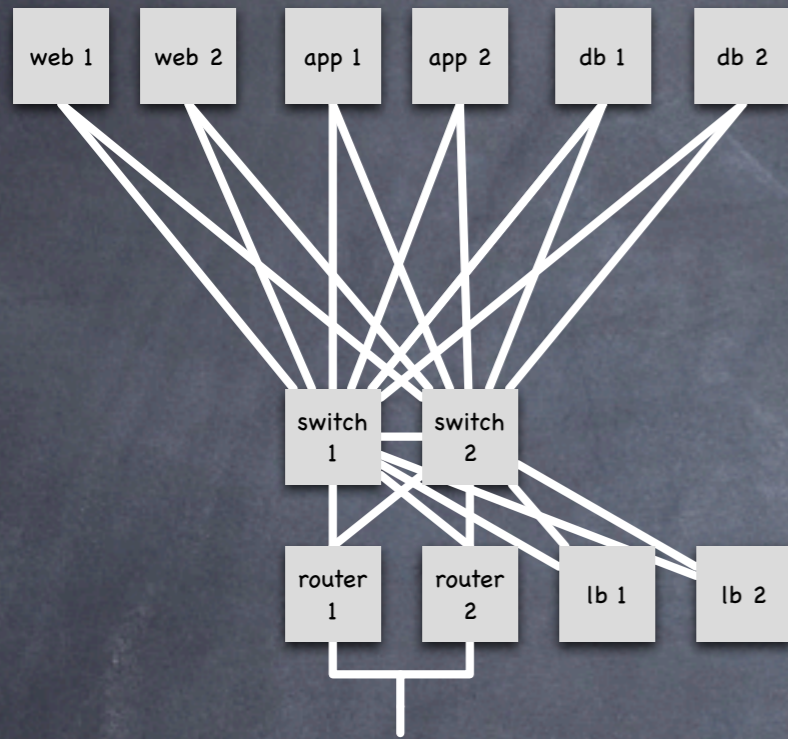 web 1
web 2
app 1
app 2
db 1
db 2
switch
1
switch
2
router
1
router
2
lb 1
lb 2